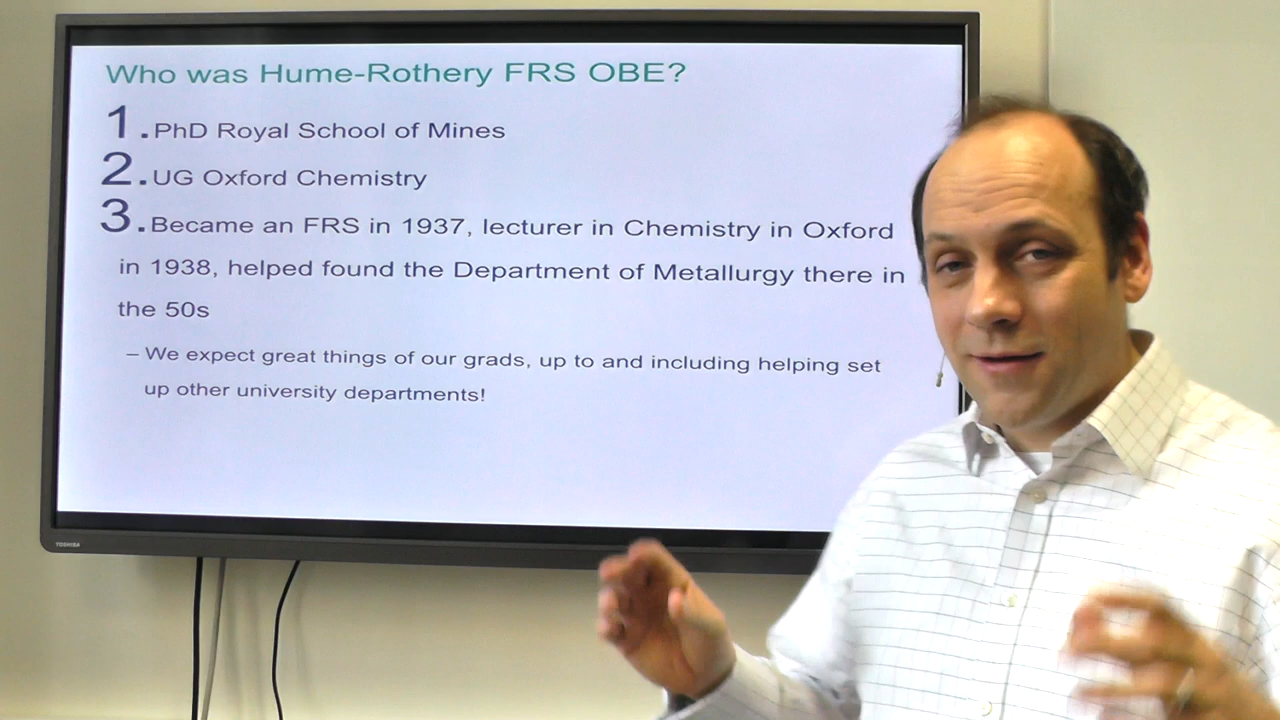 Who was Hume-Rothery FRS OBE?
1. PhD Royal School of Mines
2. UG Oxford Chemistry
3. Became an FRS in 1937, lecturer in Chemistry in Oxford
in 1938, helped found the Department of Metallurgy there in
the 50s
– We expect great things of our grads, up to and including helping set
up other university departments!
TOSHIBA